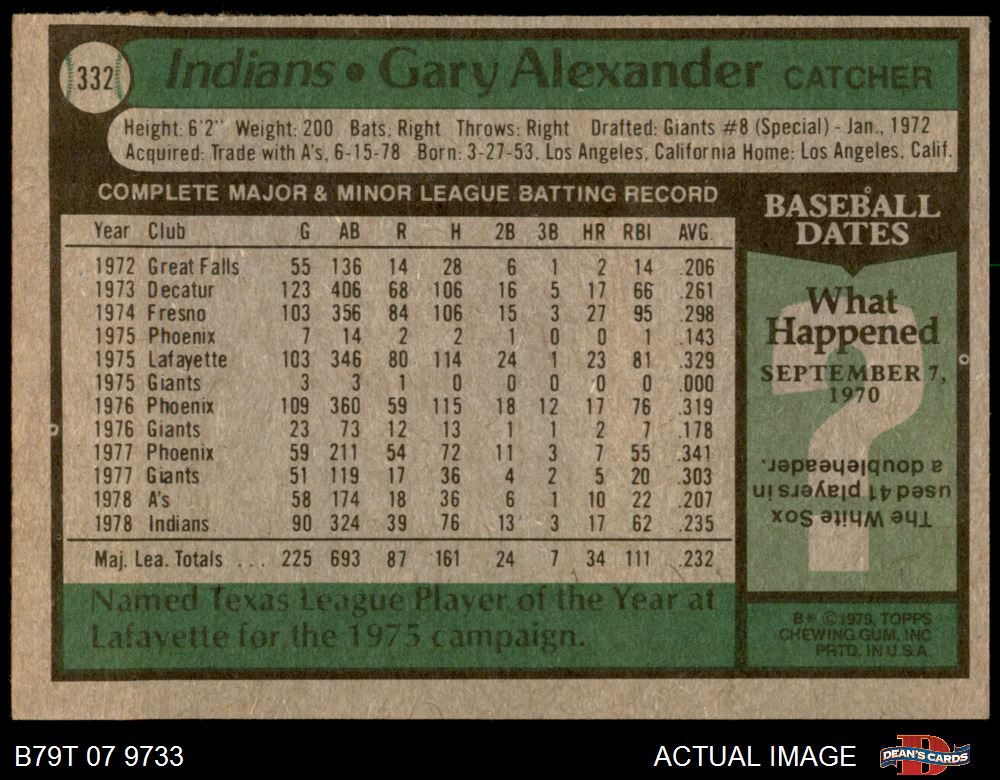 332 Indians • Gary Alexander CATCHER
Height: 6'2" Weight: 200 Bats: Right Throws: Right Drafted: Giants #8 (Special) - Jan., 1972
Acquired: Trade with A's, 6-15-78 Born: 3-27-53, Los Angeles, California Home: Los Angeles, Calif.
COMPLETE MAJOR & MINOR LEAGUE BATTING RECORD
Year Club G AB R H 2B 3B HR RBI AVG.
1972 Great Falls 55 136 14 28 6 1 2 14 .206
1973 Decatur 123 406 68 106 16 5 17 66 .261
1974 Fresno 103 356 84 106 15 3 27 95 .298
1975 Phoenix 7 14 2 2 1 0 0 1 .143
1975 Lafayette 103 346 80 114 24 1 23 81 .329
1975 Giants 3 3 1 0 0 0 0 0 .000
1976 Phoenix 109 360 59 115 18 12 17 76 .319
1976 Giants 23 73 12 13 1 1 2 7 .178
1977 Phoenix 59 211 54 72 11 3 7 55 .341
1977 Giants 51 119 17 36 4 2 5 20 .303
1978 A's 58 174 18 36 6 1 10 22 .207
1978 Indians 90 324 39 76 13 3 17 62 .235
Maj. Lea. Totals . . . 225 693 87 161 24 7 34 111 .232
Named Texas League Player of the Year at
Lafayette for the 1975 campaign.
BASEBALL
DATES
What
Happened
SEPTEMBER 7,
1970
The White Sox
used 41 players in
a doubleheader.
B* ©1979, TOPPS
CHEWING GUM, INC
PRTD. IN U.S.A.
B79T 07 9733
ACTUAL IMAGE
DEAN'S CARDS